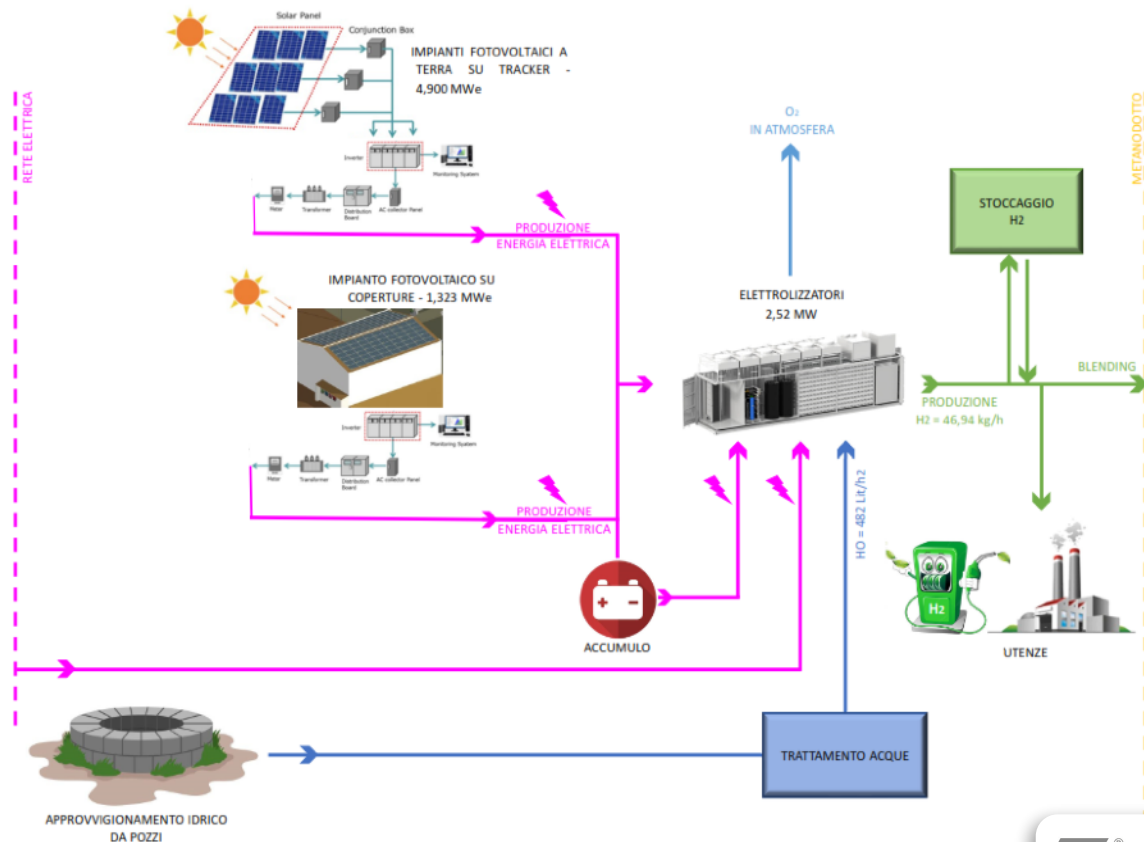 Solar Panel
Conjunction Box
IMPIANTI FOTOVOLTAICI A
TERRA SU TRACKER -
4,900 MWe
Inverter
Monitoring System
Meter
Transformer
Distribution
Board
AC collector Panel
RETE ELETTRICA
PRODUZIONE
ENERGIA ELETTRICA
IMPIANTO FOTOVOLTAICO SU
COPERTURE - 1,323 MWe
Inverter
Monitoring System
Meter
Transformer
Distribution
Board
AC collector Panel
PRODUZIONE
ENERGIA ELETTRICA
ACCUMULO
O₂
IN ATMOSFERA
ELETTROLIZZATORI
2,52 MW
STOCCAGGIO
H2
METANODOTTO
BLENDING
PRODUZIONE
H2 = 46,94 kg/h
HO = 482 Lit/h2
H2
UTENZE
TRATTAMENTO ACQUE
APPROVVIGIONAMENTO IDRICO
DA POZZI
®